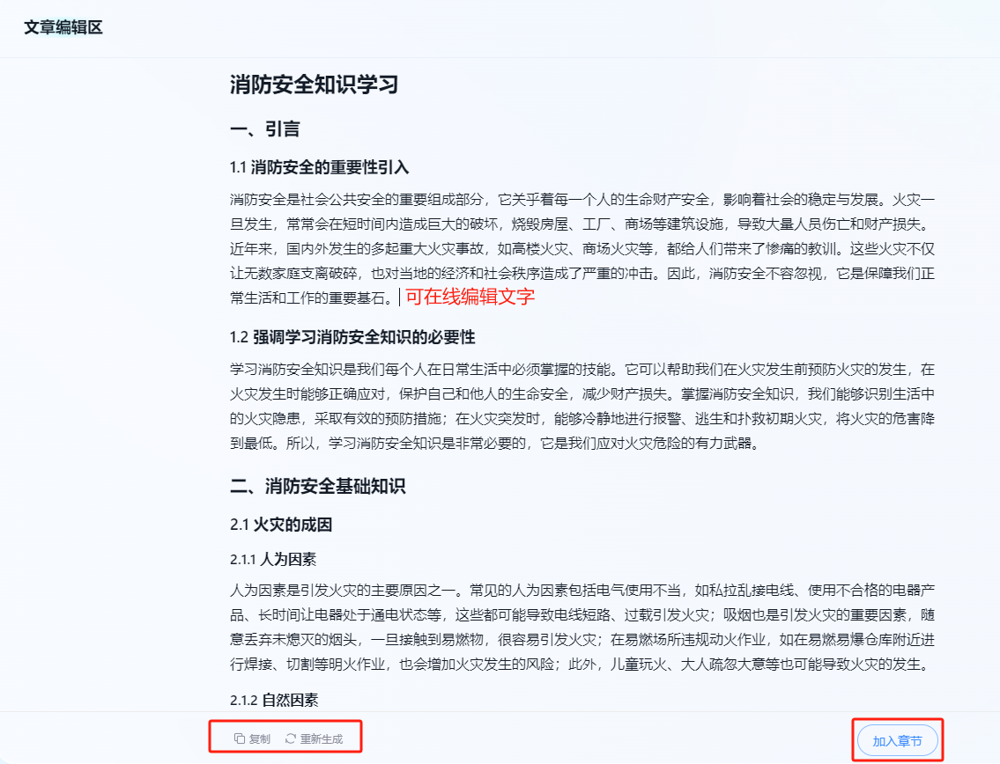 文章编辑区
消防安全知识学习
一、引言
1.1 消防安全的重要性引入
消防安全是社会公共安全的重要组成部分，它关乎着每一个人的生命财产安全，影响着社会的稳定与发展。火灾一
旦发生，常常会在短时间内造成巨大的破坏，烧毁房屋、工厂、商场等建筑设施，导致大量人员伤亡和财产损失。
近年来，国内外发生的多起重大火灾事故，如高楼火灾、商场火灾等，都给人们带来了惨痛的教训。这些火灾不仅
让无数家庭支离破碎，也对当地的经济和社会秩序造成了严重的冲击。因此，消防安全不容忽视，它是保障我们正
常生活和工作的重要基石。 可在线编辑文字
1.2 强调学习消防安全知识的必要性
学习消防安全知识是我们每个人在日常生活中必须掌握的技能。它可以帮助我们在火灾发生前预防火灾的发生，在
火灾发生时能够正确应对，保护自己和他人的生命安全，减少财产损失。掌握消防安全知识，我们能够识别生活中
的火灾隐患，采取有效的预防措施；在火灾突发时，能够冷静地进行报警、逃生和扑救初期火灾，将火灾的危害降
到最低。所以，学习消防安全知识是非常必要的，它是我们应对火灾危险的有力武器。
二、消防安全基础知识
2.1 火灾的成因
2.1.1 人为因素
人为因素是引发火灾的主要原因之一。常见的人为因素包括电气使用不当，如私拉乱接电线、使用不合格的电器产
品、长时间让电器处于通电状态等，这些都可能导致电线短路、过载引发火灾；吸烟也是引发火灾的重要因素，随
意丢弃未熄灭的烟头，一旦接触到易燃物，很容易引发火灾；在易燃场所违规动火作业，如在易燃易爆仓库附近进
行焊接、切割等明火作业，也会增加火灾发生的风险；此外，儿童玩火、大人疏忽大意等也可能导致火灾的发生。
2.1.2 自然因素
复制 重新生成
加入章节